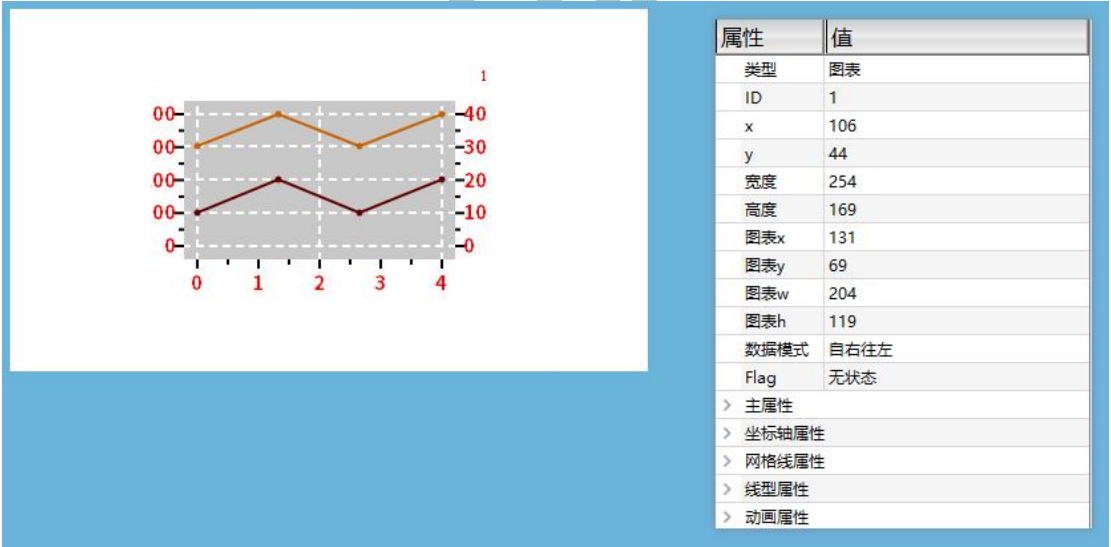 1
00 40
00 30
00 20
00 10
0 0
0 1 2 3 4
属性 值
类型 图表
ID 1
x 106
y 44
宽度 254
高度 169
图表x 131
图表y 69
图表w 204
图表h 119
数据模式 自右往左
Flag 无状态
主属性
坐标轴属性
网格线属性
线型属性
动画属性